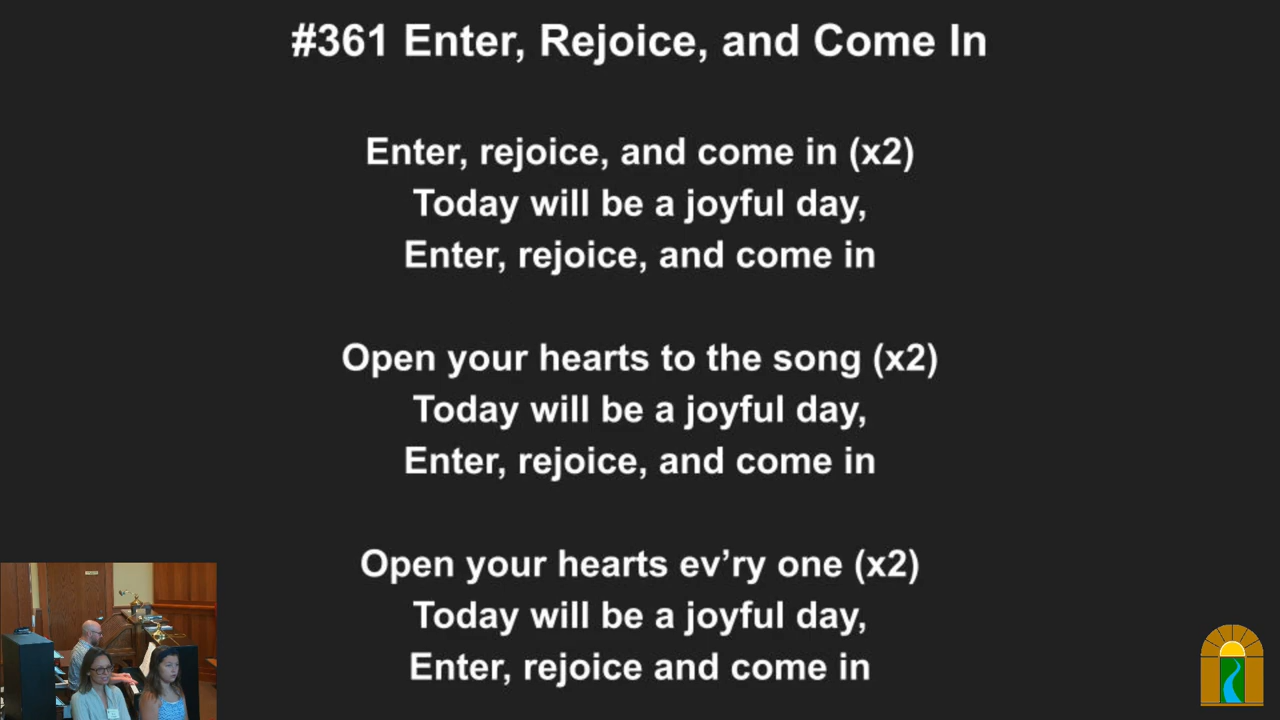 #361 Enter, Rejoice, and Come In
Enter, rejoice, and come in (x2)
Today will be a joyful day,
Enter, rejoice, and come in
Open your hearts to the song (x2)
Today will be a joyful day,
Enter, rejoice, and come in
Open your hearts ev’ry one (x2)
Today will be a joyful day,
Enter, rejoice and come in